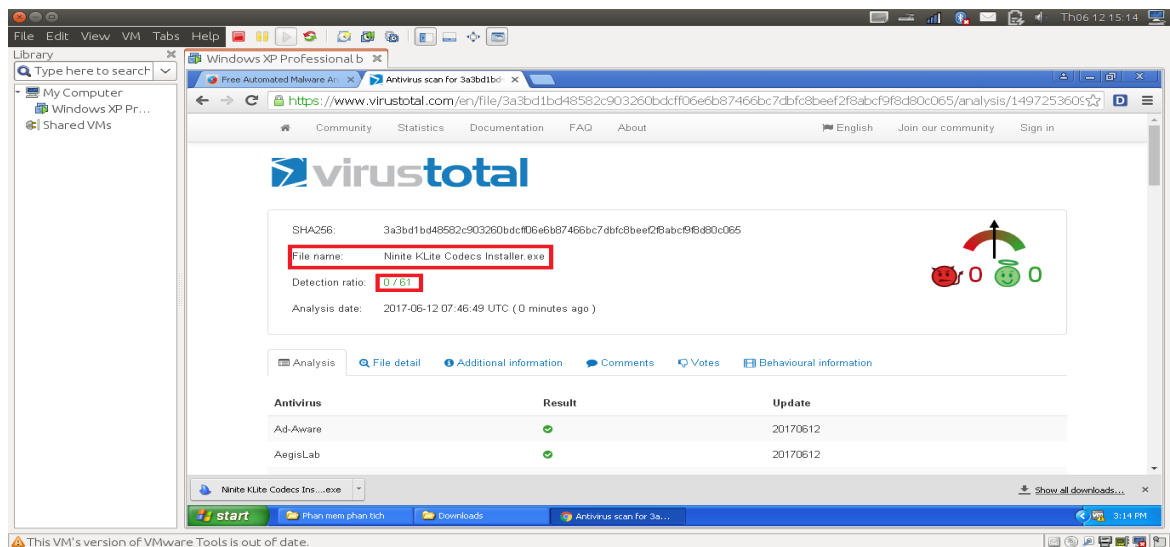 Th06 12 15:14
File Edit View VM Tabs Help
Library
Windows XP Professional b
Type here to search
My Computer
Windows XP Pr...
Shared VMs
Free Automated Malware An
Antivirus scan for 3a3bd1bd
https://www.virustotal.com/en/file/3a3bd1bd48582c903260bdcff06e6b87466bc7dbfc8beef2f8abcf9f8d80c065/analysis/1497253609
D
Community Statistics Documentation FAQ About English Join our community Sign in
virustotal
SHA256: 3a3bd1bd48582c903260bdcff06e6b87466bc7dbfc8beef2f8abcf9f8d80c065
File name: Ninite KLite Codecs Installer.exe
Detection ratio: 0 / 61
0 0
Analysis date: 2017-06-12 07:46:49 UTC ( 0 minutes ago )
Analysis File detail Additional information Comments Votes Behavioural information
Antivirus Result Update
Ad-Aware 20170612
AegisLab 20170612
Ninite KLite Codecs Ins....exe
Show all downloads...
start Phan mem phan tich Downloads Antivirus scan for 3a... 3:14 PM
This VM's version of VMware Tools is out of date.